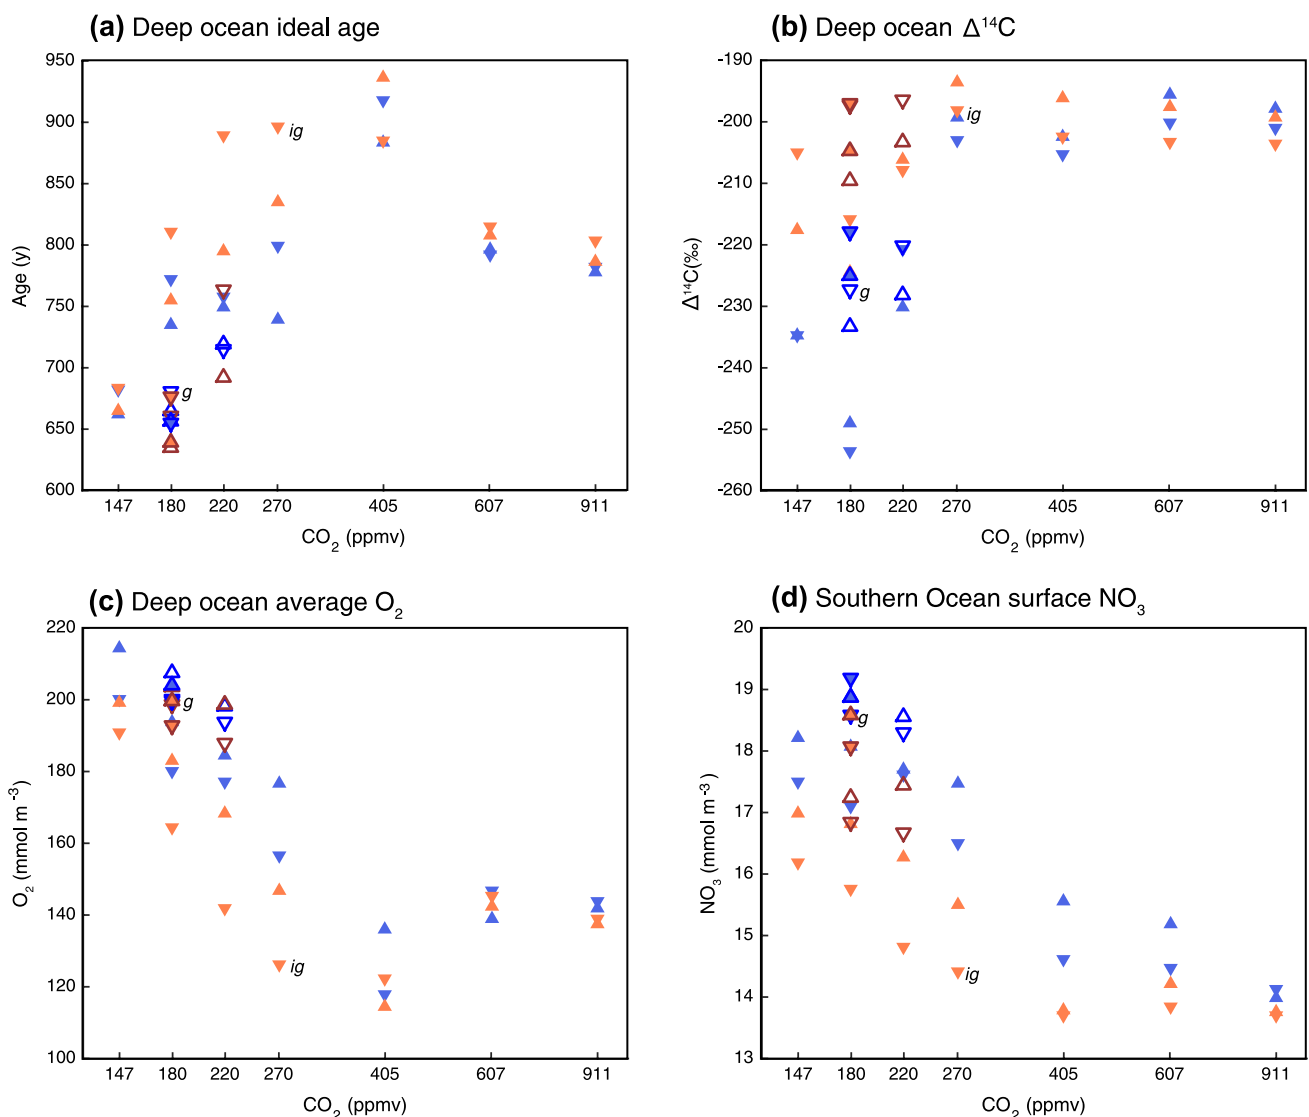 (a) Deep ocean ideal age
950
900
850
800
750
700
650
600
Age (y)
ig
g
147 180 220 270 405 607 911
CO2 (ppmv)
(b) Deep ocean Δ14C
-190
-200
-210
-220
-230
-240
-250
-260
Δ14C(‰)
ig
g
147 180 220 270 405 607 911
CO2 (ppmv)
(c) Deep ocean average O2
220
200
180
160
140
120
100
O2 (mmol m-3)
g
ig
147 180 220 270 405 607 911
CO2 (ppmv)
(d) Southern Ocean surface NO3
20
19
18
17
16
15
14
13
NO3 (mmol m-3)
g
ig
147 180 220 270 405 607 911
CO2 (ppmv)